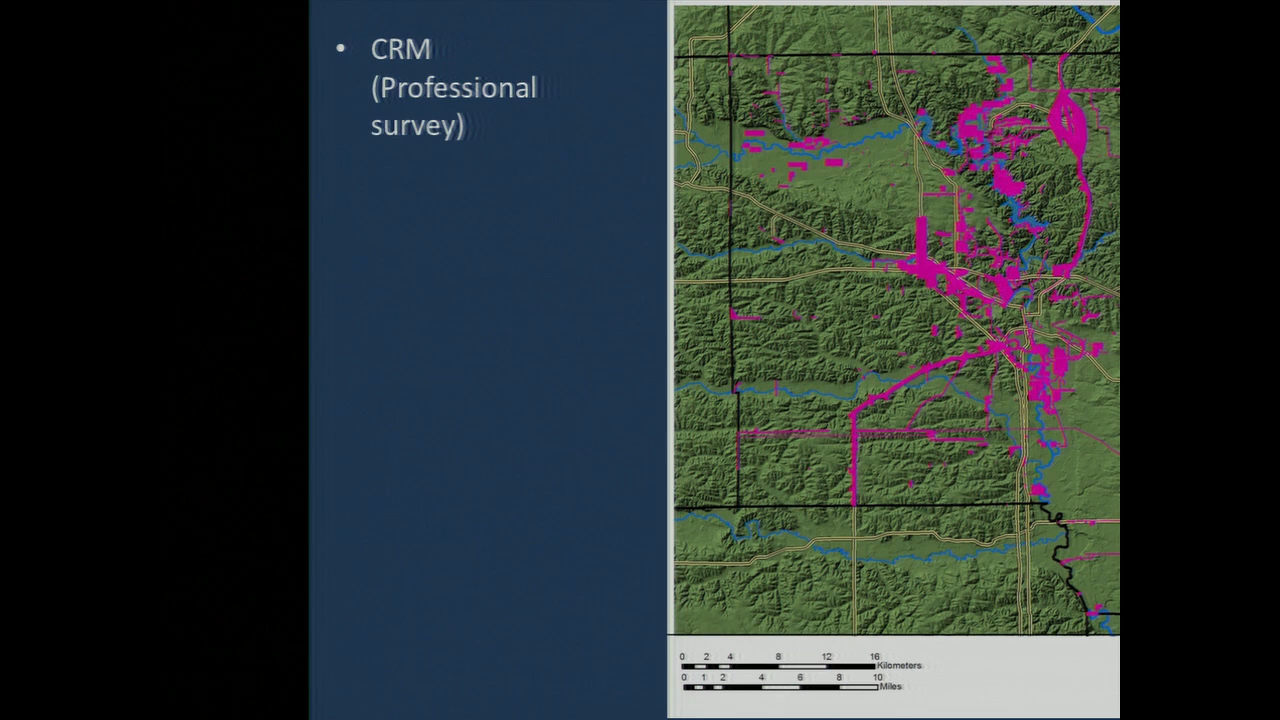 • CRM
(Professional
survey)
0 2 4 8 12 16
Kilometers
0 1 2 4 6 8 10
Miles